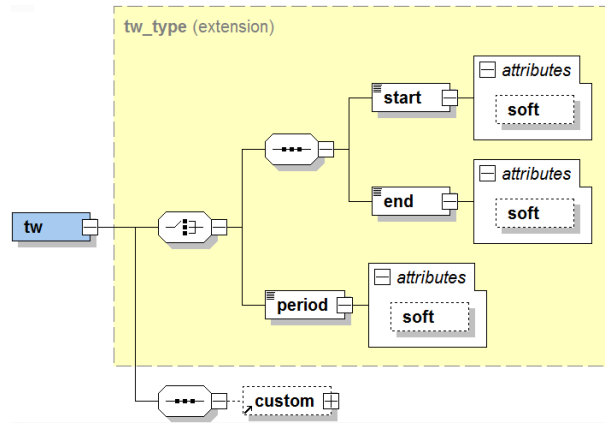 tw_type (extension)
attributes
start
soft
attributes
end
soft
tw
attributes
period
soft
custom